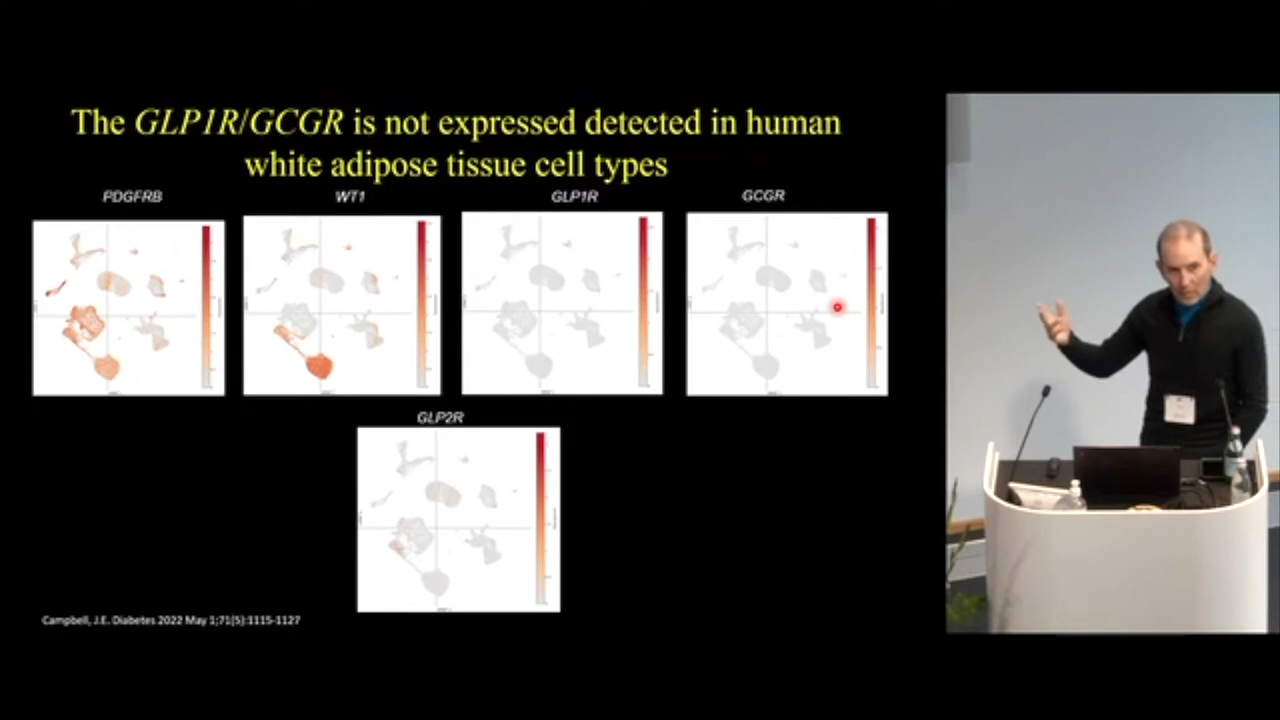 The GLP1R/GCGR is not expressed detected in human
white adipose tissue cell types
PDGFRB
WT1
GLP1R
GCGR
GLP2R
Campbell, J.E. Diabetes 2022 May 1;71(5):1115-1127